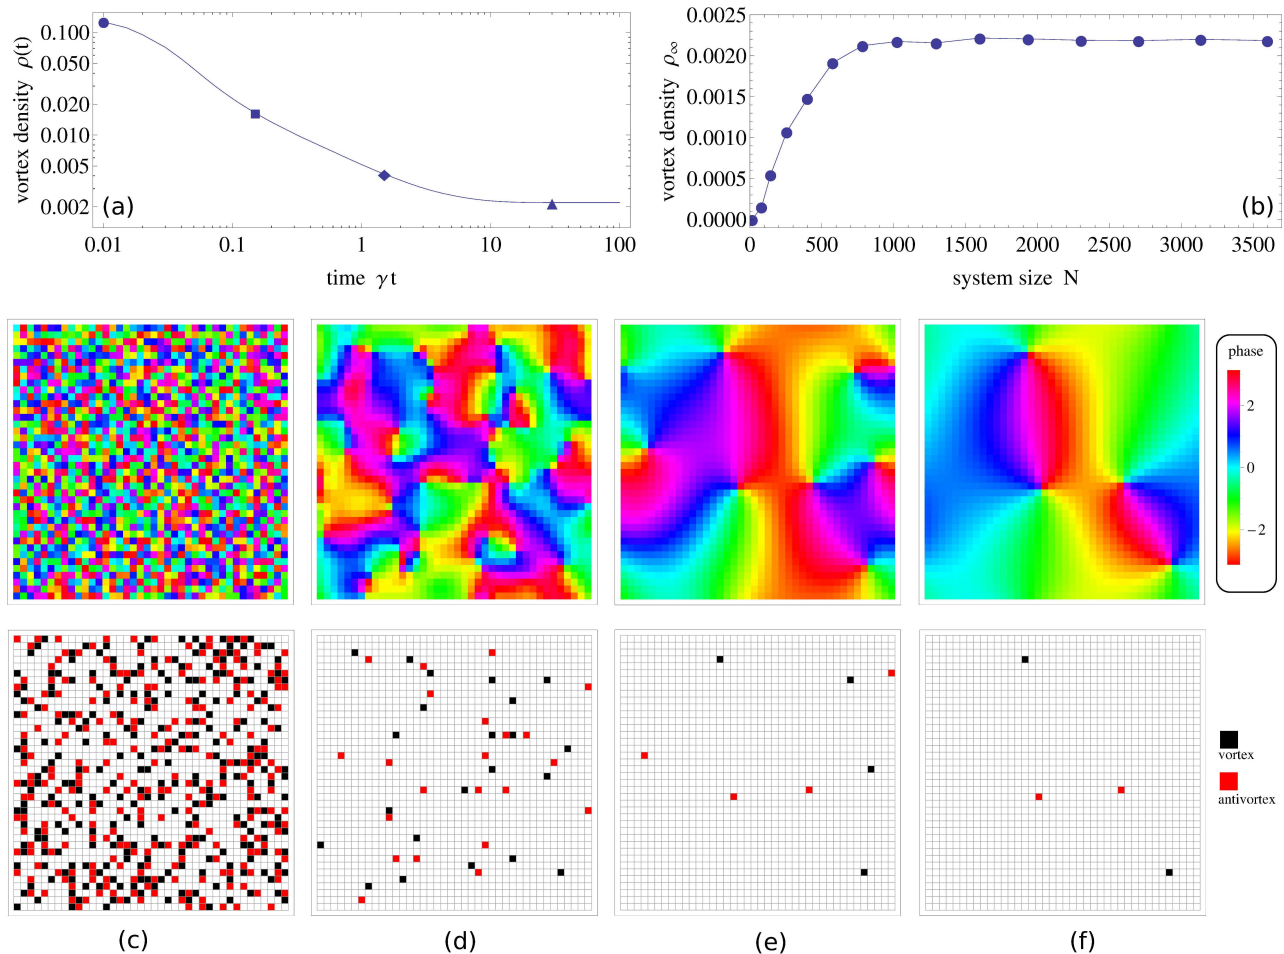 0.100
0.050
0.020
0.010
0.005
0.002
vortex density ρ(t)
(a)
0.01
0.1
1
10
100
time γ t
0.0025
0.0020
0.0015
0.0010
0.0005
0.0000
vortex density ρ∞
(b)
0
500
1000
1500
2000
2500
3000
3500
system size N
phase
2
0
−2
vortex
antivortex
(c)
(d)
(e)
(f)